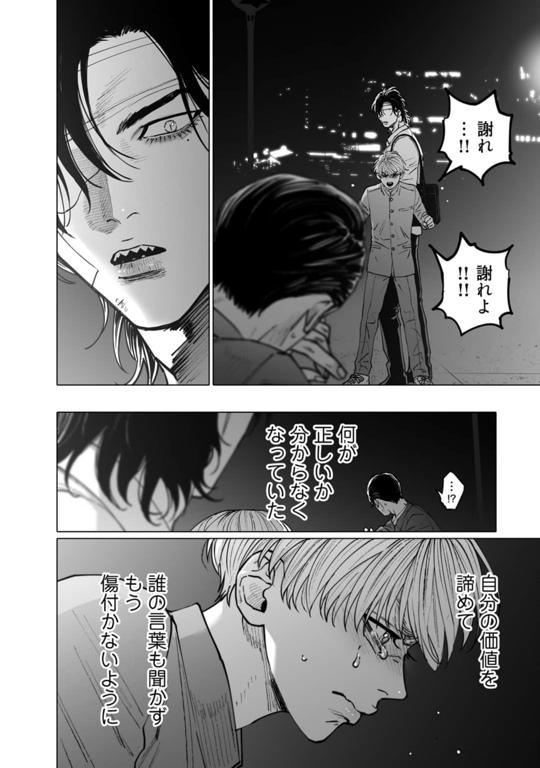 謝れ
…!!
謝れよ
!!!!
何が
正しいか
分からなく
なっていた
…!?
自分の価値を
諦めて
誰の言葉も聞かず
もう
傷付かないように